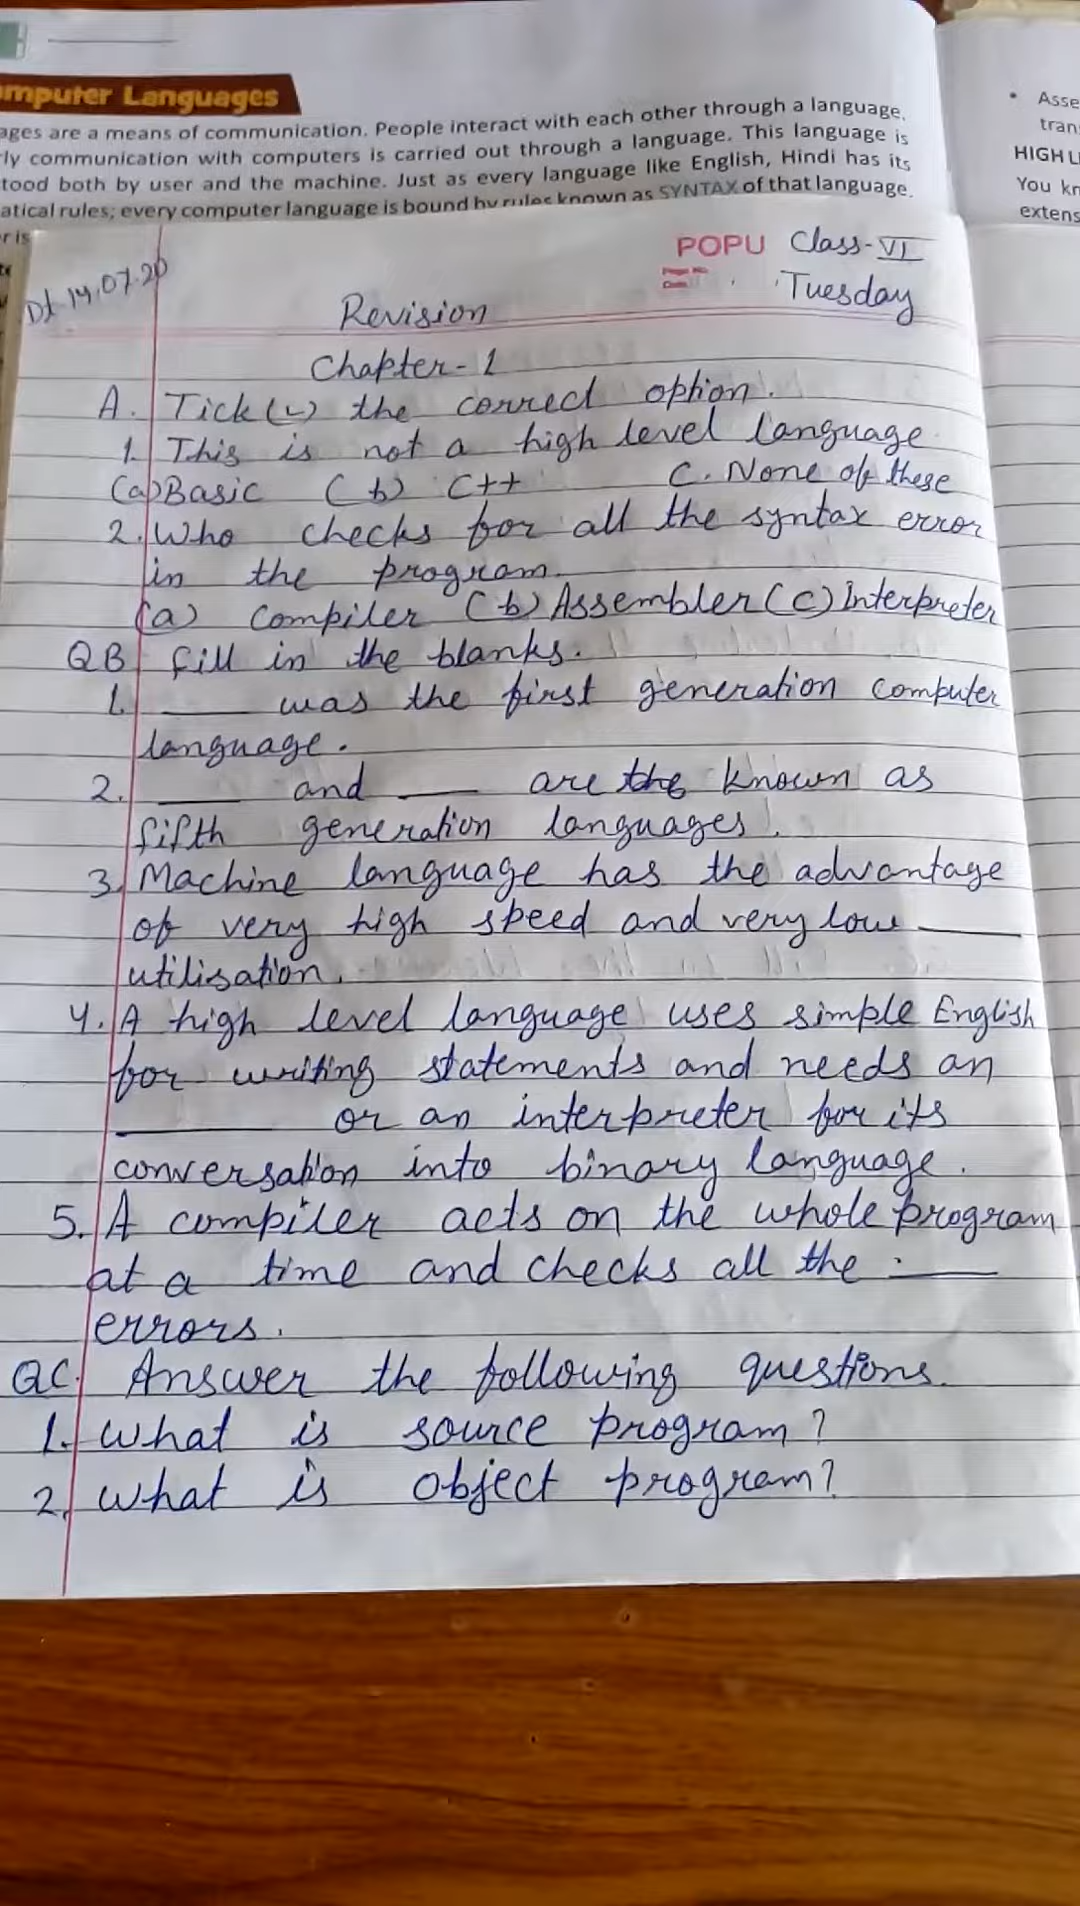 mputer Languages
ages are a means of communication. People interact with each other through a language.
rly communication with computers is carried out through a language. This language is
tood both by user and the machine. Just as every language like English, Hindi has its
atical rules; every computer language is bound by rules known as SYNTAX of that language.
r is
Asse
tran
HIGH L
You kn
extens
POPU Class-VI
Page No.
Date
Dt 14.07.20
Tuesday
Revision
Chapter-1
A. Tick (✓) the correct option.
1. This is not a high level language
(a) Basic (b) C++ C. None of these
2. Who checks for all the syntax error
in the program
(a) Compiler (b) Assembler (c) Interpreter
QB Fill in the blanks.
1. ____ was the first generation computer
language.
2. ____ and ____ are the known as
fifth generation languages.
3. Machine language has the advantage
of very high speed and very low ____
utilisation.
4. A high level language uses simple English
for writing statements and needs an
____ or an interpreter for its
conversation into binary language.
5. A compiler acts on the whole program
at a time and checks all the ____
errors.
QC. Answer the following questions.
1. What is source program?
2. What is object program?